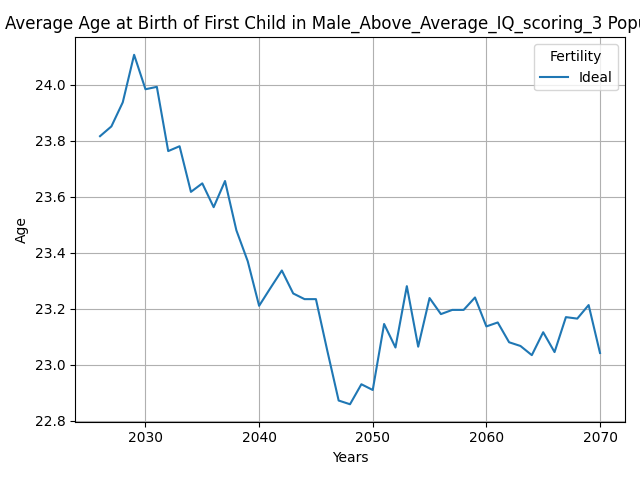 Average Age at Birth of First Child in Male_Above_Average_IQ_scoring_3 Popu
Fertility
Ideal
24.0
23.8
23.6
23.4
23.2
23.0
22.8
Age
2030 2040 2050 2060 2070
Years